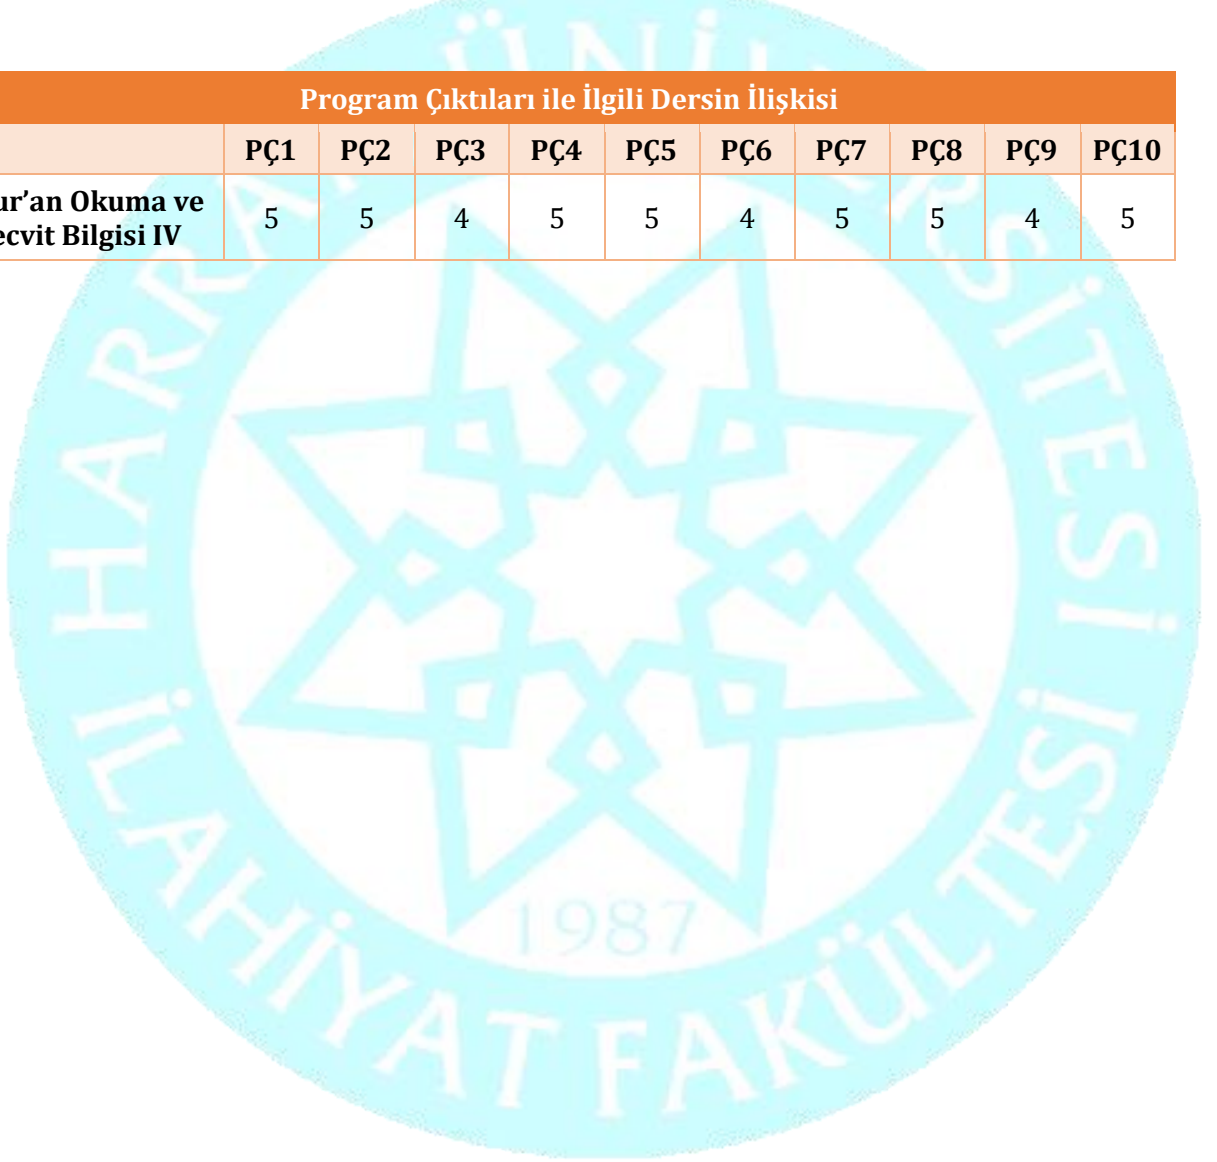 Program Çıktıları ile İlgili Dersin İlişkisi
PÇ1 PÇ2 PÇ3 PÇ4 PÇ5 PÇ6 PÇ7 PÇ8 PÇ9 PÇ10
ur’an Okuma ve
ecvit Bilgisi IV
5 5 4 5 5 4 5 5 4 5
HARRAN ÜNİVERSİTESİ
İLAHİYAT FAKÜLTESİ
1987